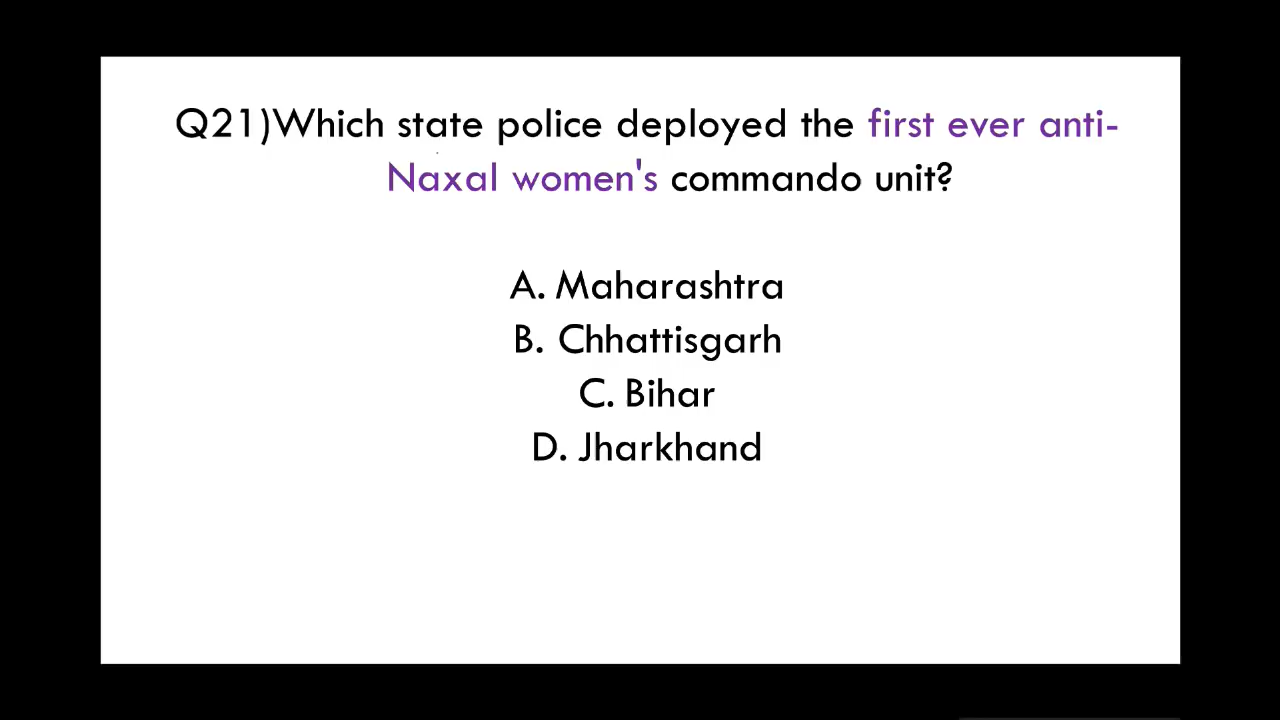 Q21)Which state police deployed the first ever anti-
Naxal women's commando unit?
A. Maharashtra
B. Chhattisgarh
C. Bihar
D. Jharkhand